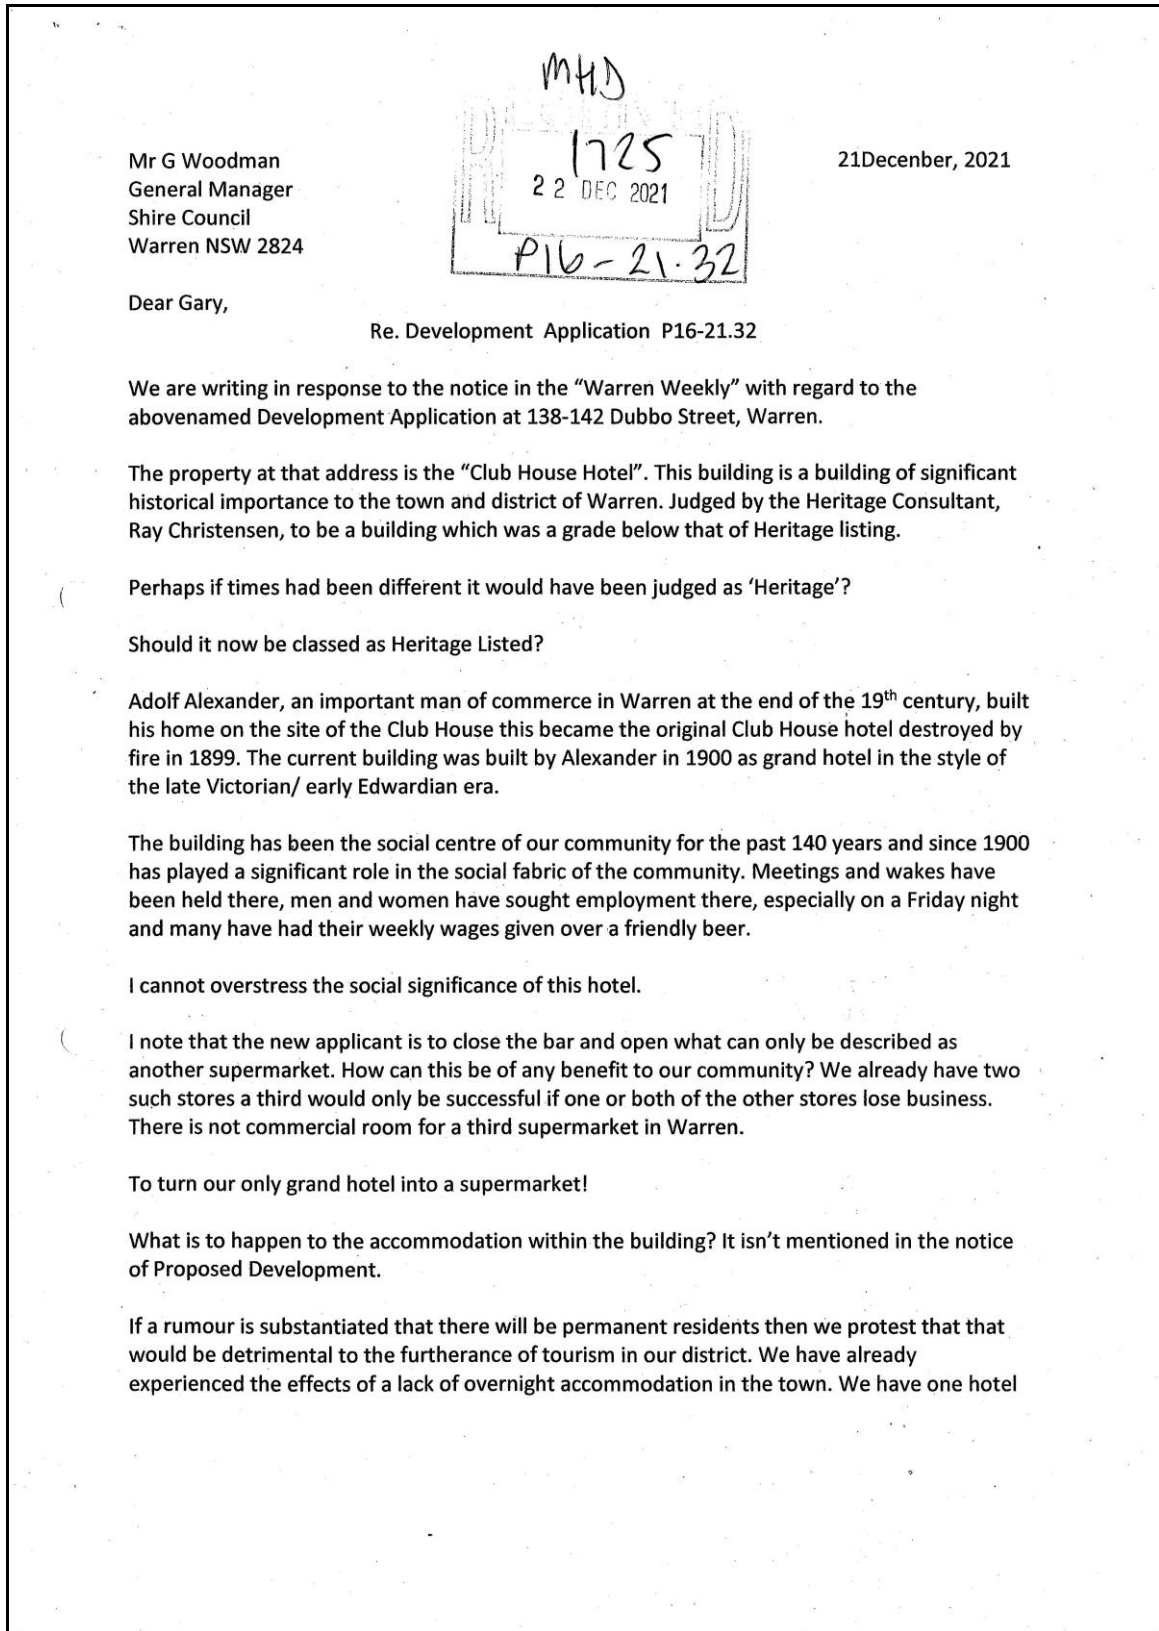 MHD
RECEIVED
1725
22 DEC 2021
P16-21.32
Mr G Woodman
21Decenber, 2021
General Manager
Shire Council
Warren NSW 2824
Dear Gary,
Re. Development Application P16-21.32
We are writing in response to the notice in the “Warren Weekly” with regard to the
abovenamed Development Application at 138-142 Dubbo Street, Warren.
The property at that address is the “Club House Hotel”. This building is a building of significant
historical importance to the town and district of Warren. Judged by the Heritage Consultant,
Ray Christensen, to be a building which was a grade below that of Heritage listing.
Perhaps if times had been different it would have been judged as ‘Heritage’?
Should it now be classed as Heritage Listed?
Adolf Alexander, an important man of commerce in Warren at the end of the 19th century, built
his home on the site of the Club House this became the original Club House hotel destroyed by
fire in 1899. The current building was built by Alexander in 1900 as grand hotel in the style of
the late Victorian/ early Edwardian era.
The building has been the social centre of our community for the past 140 years and since 1900
has played a significant role in the social fabric of the community. Meetings and wakes have
been held there, men and women have sought employment there, especially on a Friday night
and many have had their weekly wages given over a friendly beer.
I cannot overstress the social significance of this hotel.
I note that the new applicant is to close the bar and open what can only be described as
another supermarket. How can this be of any benefit to our community? We already have two
such stores a third would only be successful if one or both of the other stores lose business.
There is not commercial room for a third supermarket in Warren.
To turn our only grand hotel into a supermarket!
What is to happen to the accommodation within the building? It isn’t mentioned in the notice
of Proposed Development.
If a rumour is substantiated that there will be permanent residents then we protest that that
would be detrimental to the furtherance of tourism in our district. We have already
experienced the effects of a lack of overnight accommodation in the town. We have one hotel